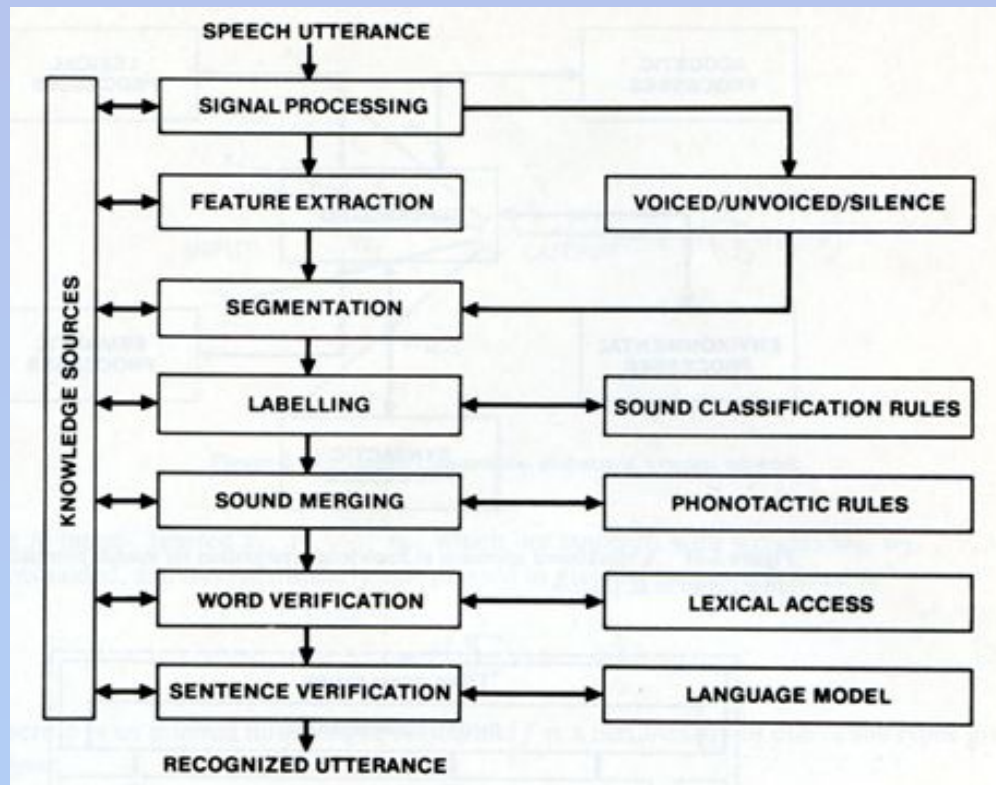 SPEECH UTTERANCE
SIGNAL PROCESSING
FEATURE EXTRACTION
VOICED/UNVOICED/SILENCE
SEGMENTATION
KNOWLEDGE SOURCES
LABELLING
SOUND CLASSIFICATION RULES
SOUND MERGING
PHONOTACTIC RULES
WORD VERIFICATION
LEXICAL ACCESS
SENTENCE VERIFICATION
LANGUAGE MODEL
RECOGNIZED UTTERANCE